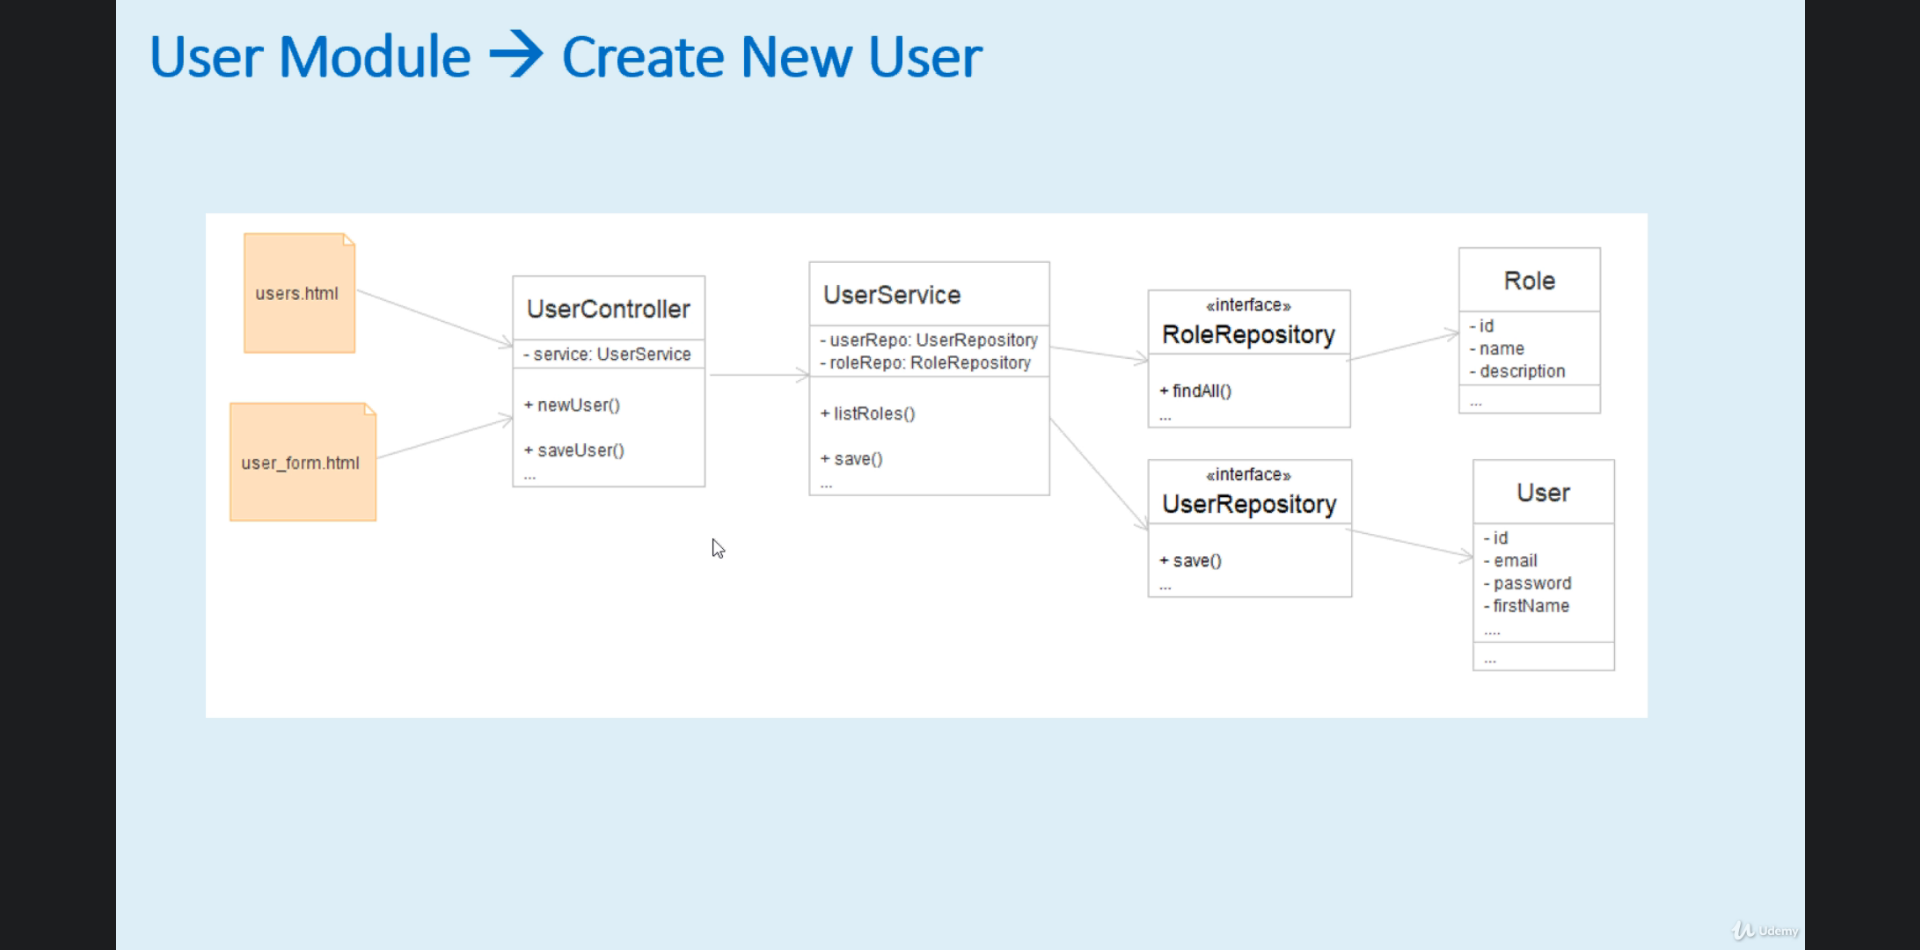 User Module → Create New User
users.html
user_form.html
UserController
- service: UserService
+ newUser()
+ saveUser()
...
UserService
- userRepo: UserRepository
- roleRepo: RoleRepository
+ listRoles()
+ save()
...
«interface»
RoleRepository
+ findAll()
...
«interface»
UserRepository
+ save()
...
Role
- id
- name
- description
...
User
- id
- email
- password
- firstName
....
...
Udemy